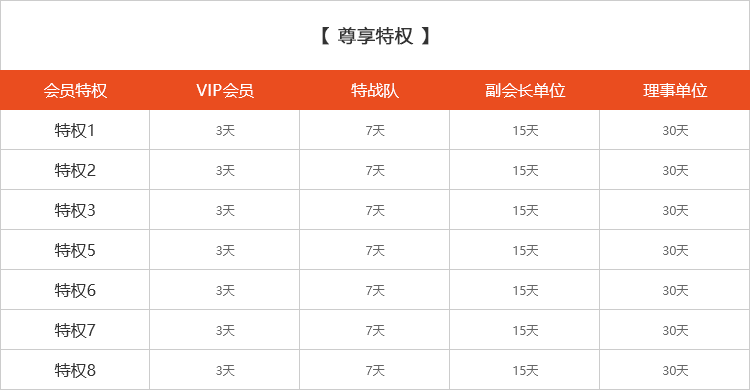 【 尊享特权 】
会员特权 VIP会员 特战队 副会长单位 理事单位
特权1 3天 7天 15天 30天
特权2 3天 7天 15天 30天
特权3 3天 7天 15天 30天
特权5 3天 7天 15天 30天
特权6 3天 7天 15天 30天
特权7 3天 7天 15天 30天
特权8 3天 7天 15天 30天